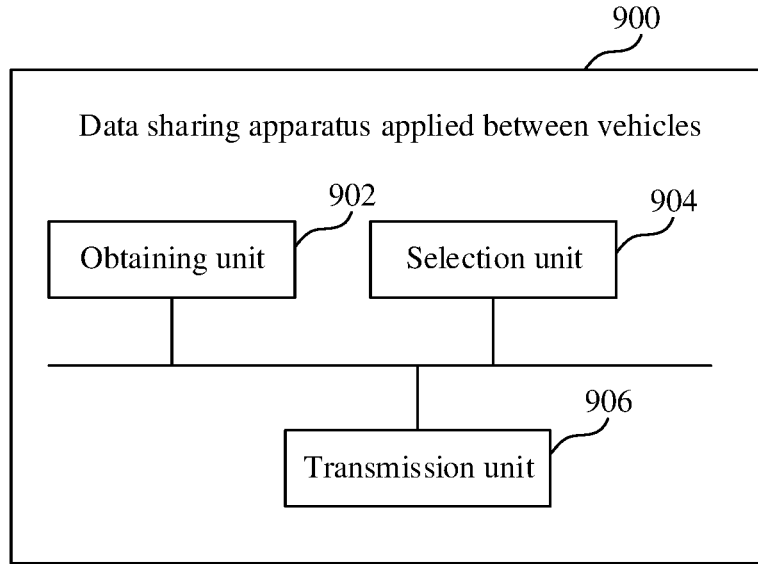 900
Data sharing apparatus applied between vehicles
902
904
Obtaining unit
Selection unit
906
Transmission unit